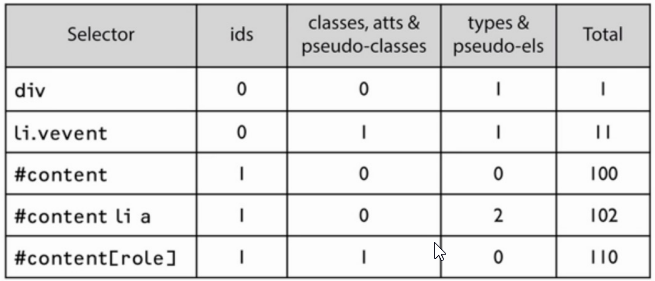 Selector ids classes, atts & pseudo-classes types & pseudo-els Total
div 0 0 1 1
li.vevent 0 1 1 11
#content 1 0 0 100
#content li a 1 0 2 102
#content[role] 1 1 0 110